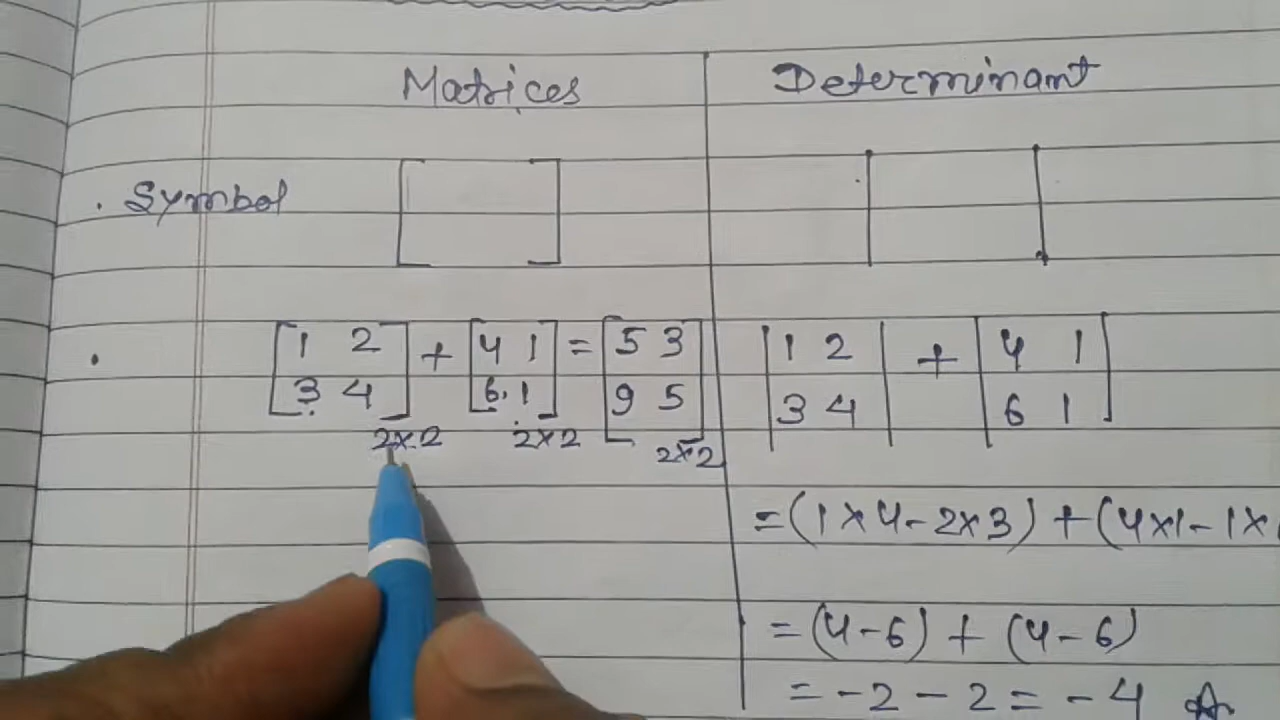 Matrices Determinant
. Symbol [ ] | |
. [1 2 + [4 1 = [5 3 |1 2| + |4 1|
3 4] 6 1] 9 5] |3 4| |6 1|
2×2 2×2 2×2
=(1×4-2×3)+(4×1-1×
=(4-6)+(4-6)
=-2-2=-4